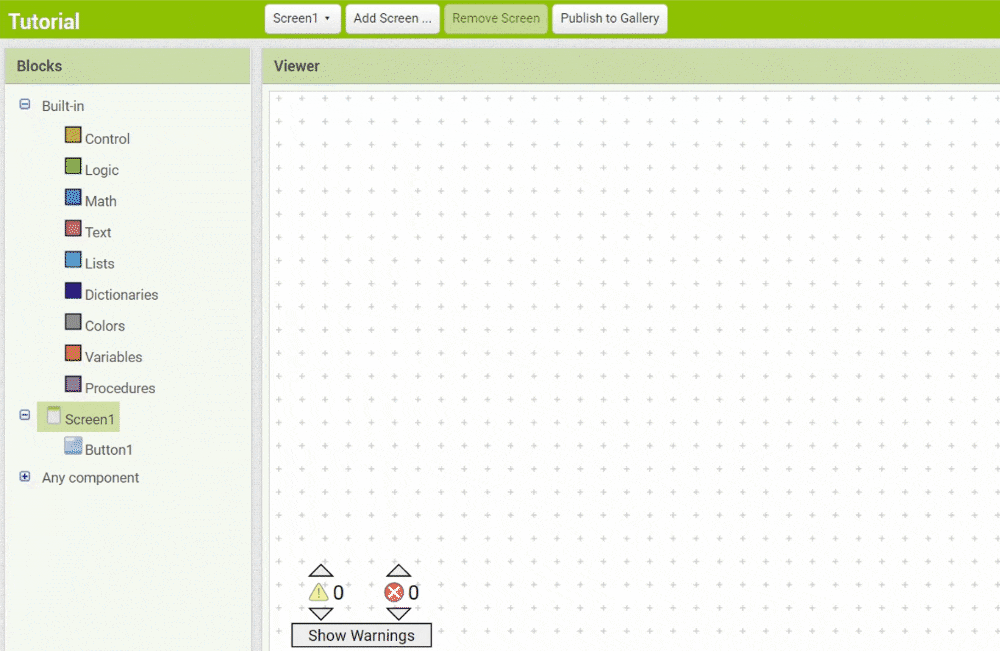 Tutorial
Screen1 ▾
Add Screen ...
Remove Screen
Publish to Gallery
Blocks
Viewer
Built-in
Control
Logic
Math
Text
Lists
Dictionaries
Colors
Variables
Procedures
Screen1
Button1
Any component
0
0
Show Warnings